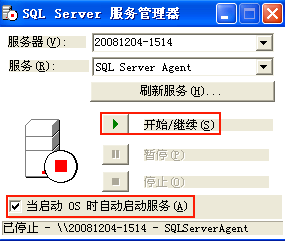 SQL Server 服务管理器
服务器(V): 20081204-1514
服务(R): SQL Server Agent
刷新服务(H)...
开始/继续(S)
暂停(P)
停止(O)
当启动 OS 时自动启动服务(A)
已停止 - \\20081204-1514 - SQLServerAgent